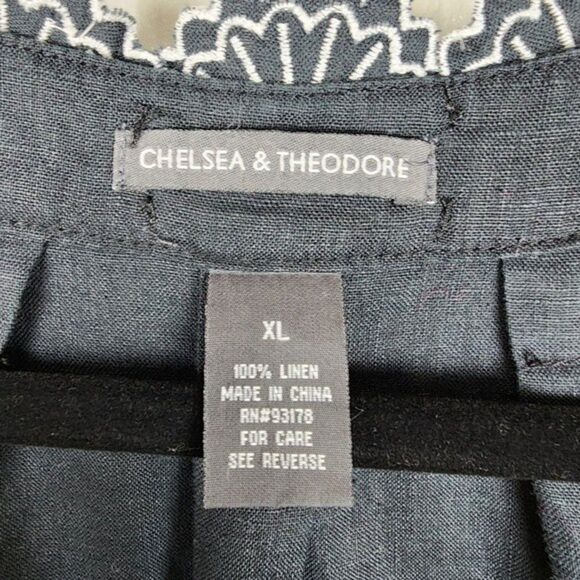 CHELSEA & THEODORE
XL
100% LINEN
MADE IN CHINA
RN#93178
FOR CARE
SEE REVERSE